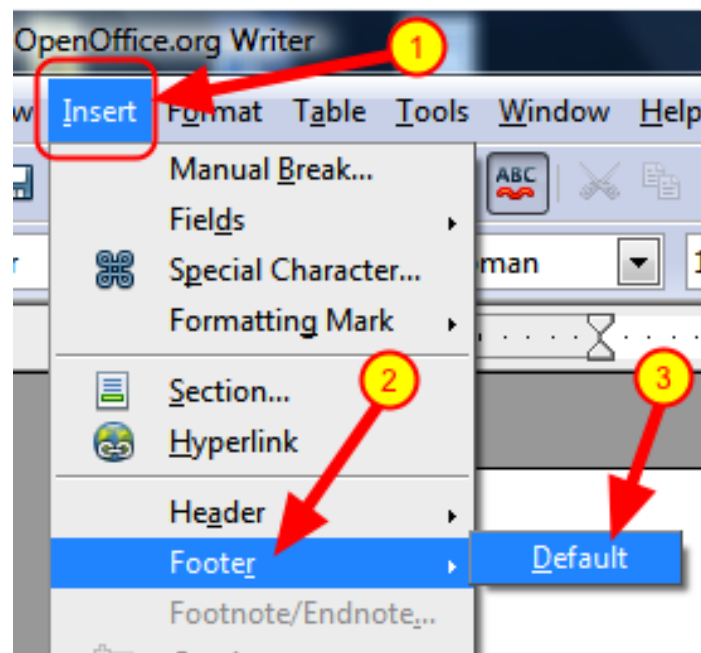 OpenOffice.org Writer
1
w Insert Format Table Tools Window Help
Manual Break...
ABC
Fields
man 1
Special Character...
Formatting Mark
Section...
2
3
Hyperlink
Header
Footer
Default
Footnote/Endnote...